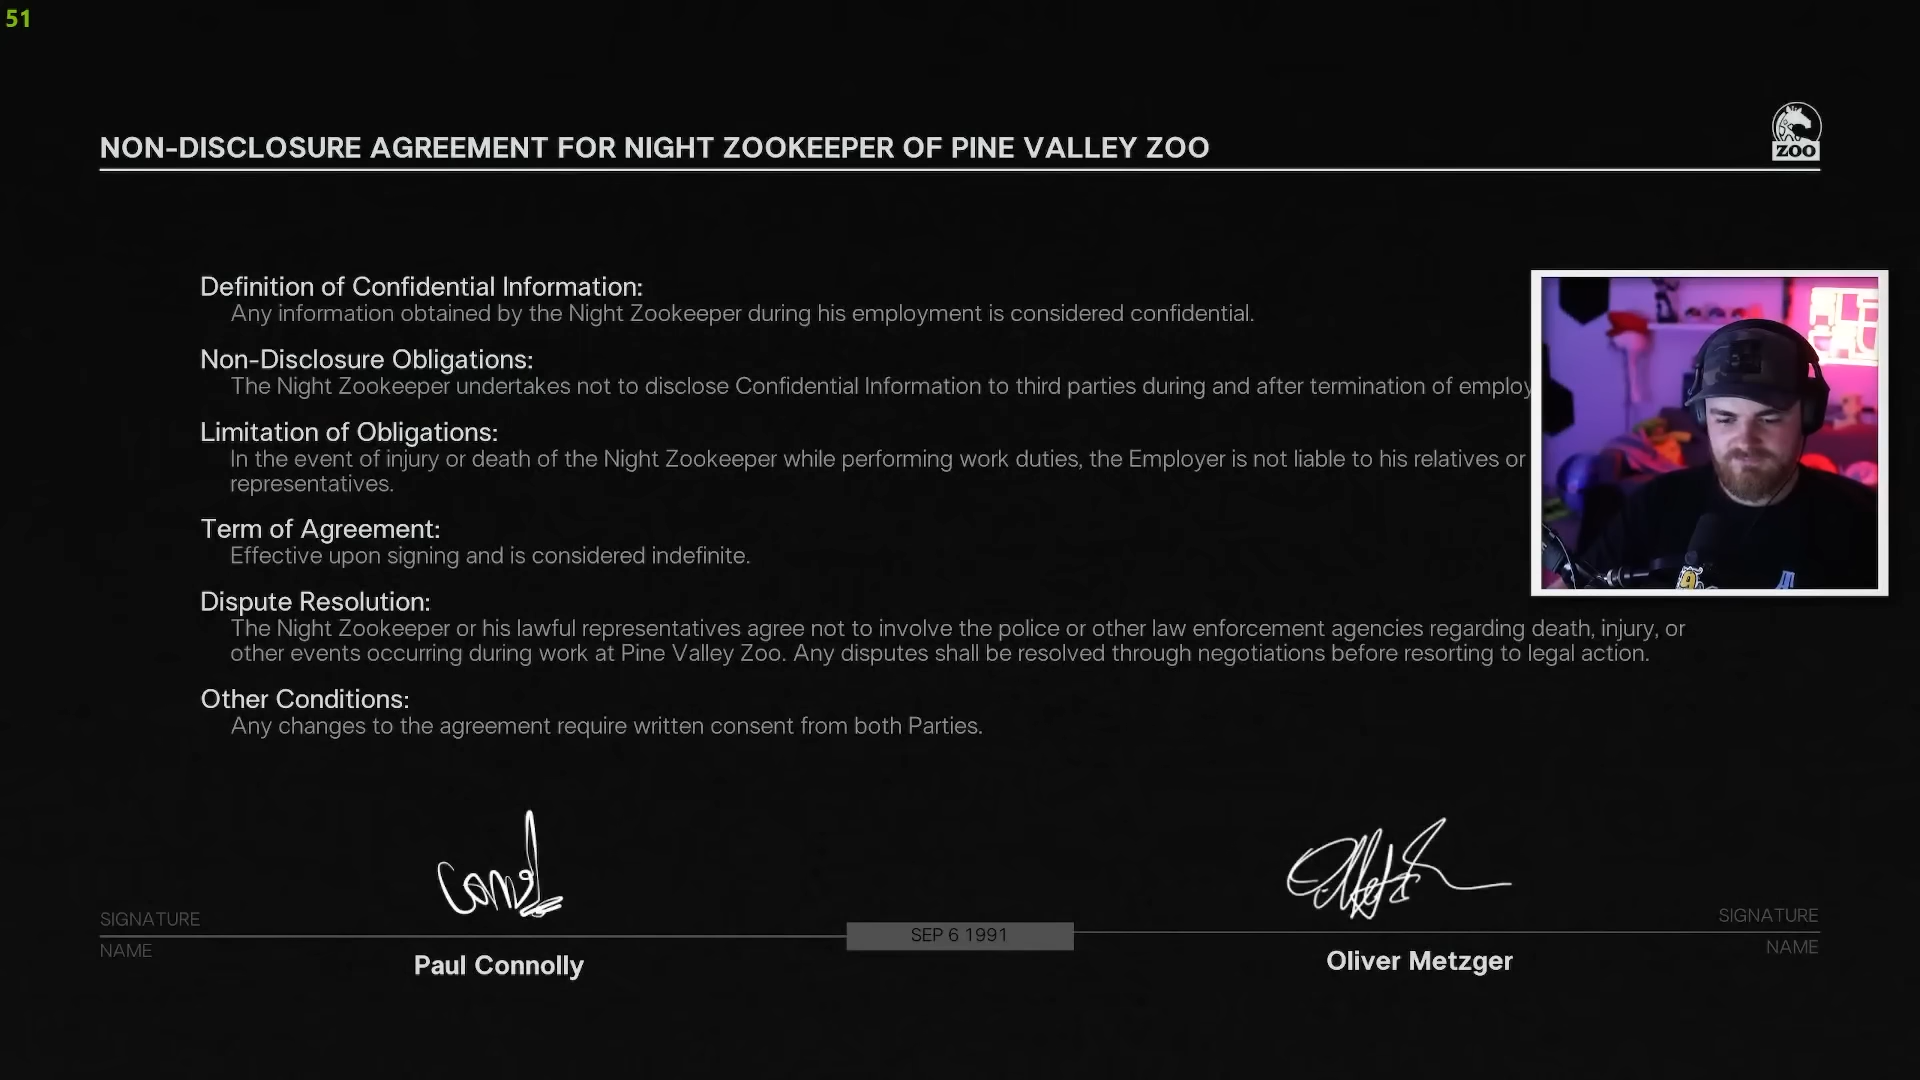 51
NON-DISCLOSURE AGREEMENT FOR NIGHT ZOOKEEPER OF PINE VALLEY ZOO
ZOO
Definition of Confidential Information:
Any information obtained by the Night Zookeeper during his employment is considered confidential.
Non-Disclosure Obligations:
The Night Zookeeper undertakes not to disclose Confidential Information to third parties during and after termination of employ
Limitation of Obligations:
In the event of injury or death of the Night Zookeeper while performing work duties, the Employer is not liable to his relatives or
representatives.
Term of Agreement:
Effective upon signing and is considered indefinite.
Dispute Resolution:
The Night Zookeeper or his lawful representatives agree not to involve the police or other law enforcement agencies regarding death, injury, or
other events occurring during work at Pine Valley Zoo. Any disputes shall be resolved through negotiations before resorting to legal action.
Other Conditions:
Any changes to the agreement require written consent from both Parties.
SIGNATURE
SIGNATURE
SEP 6 1991
NAME
NAME
Paul Connolly
Oliver Metzger